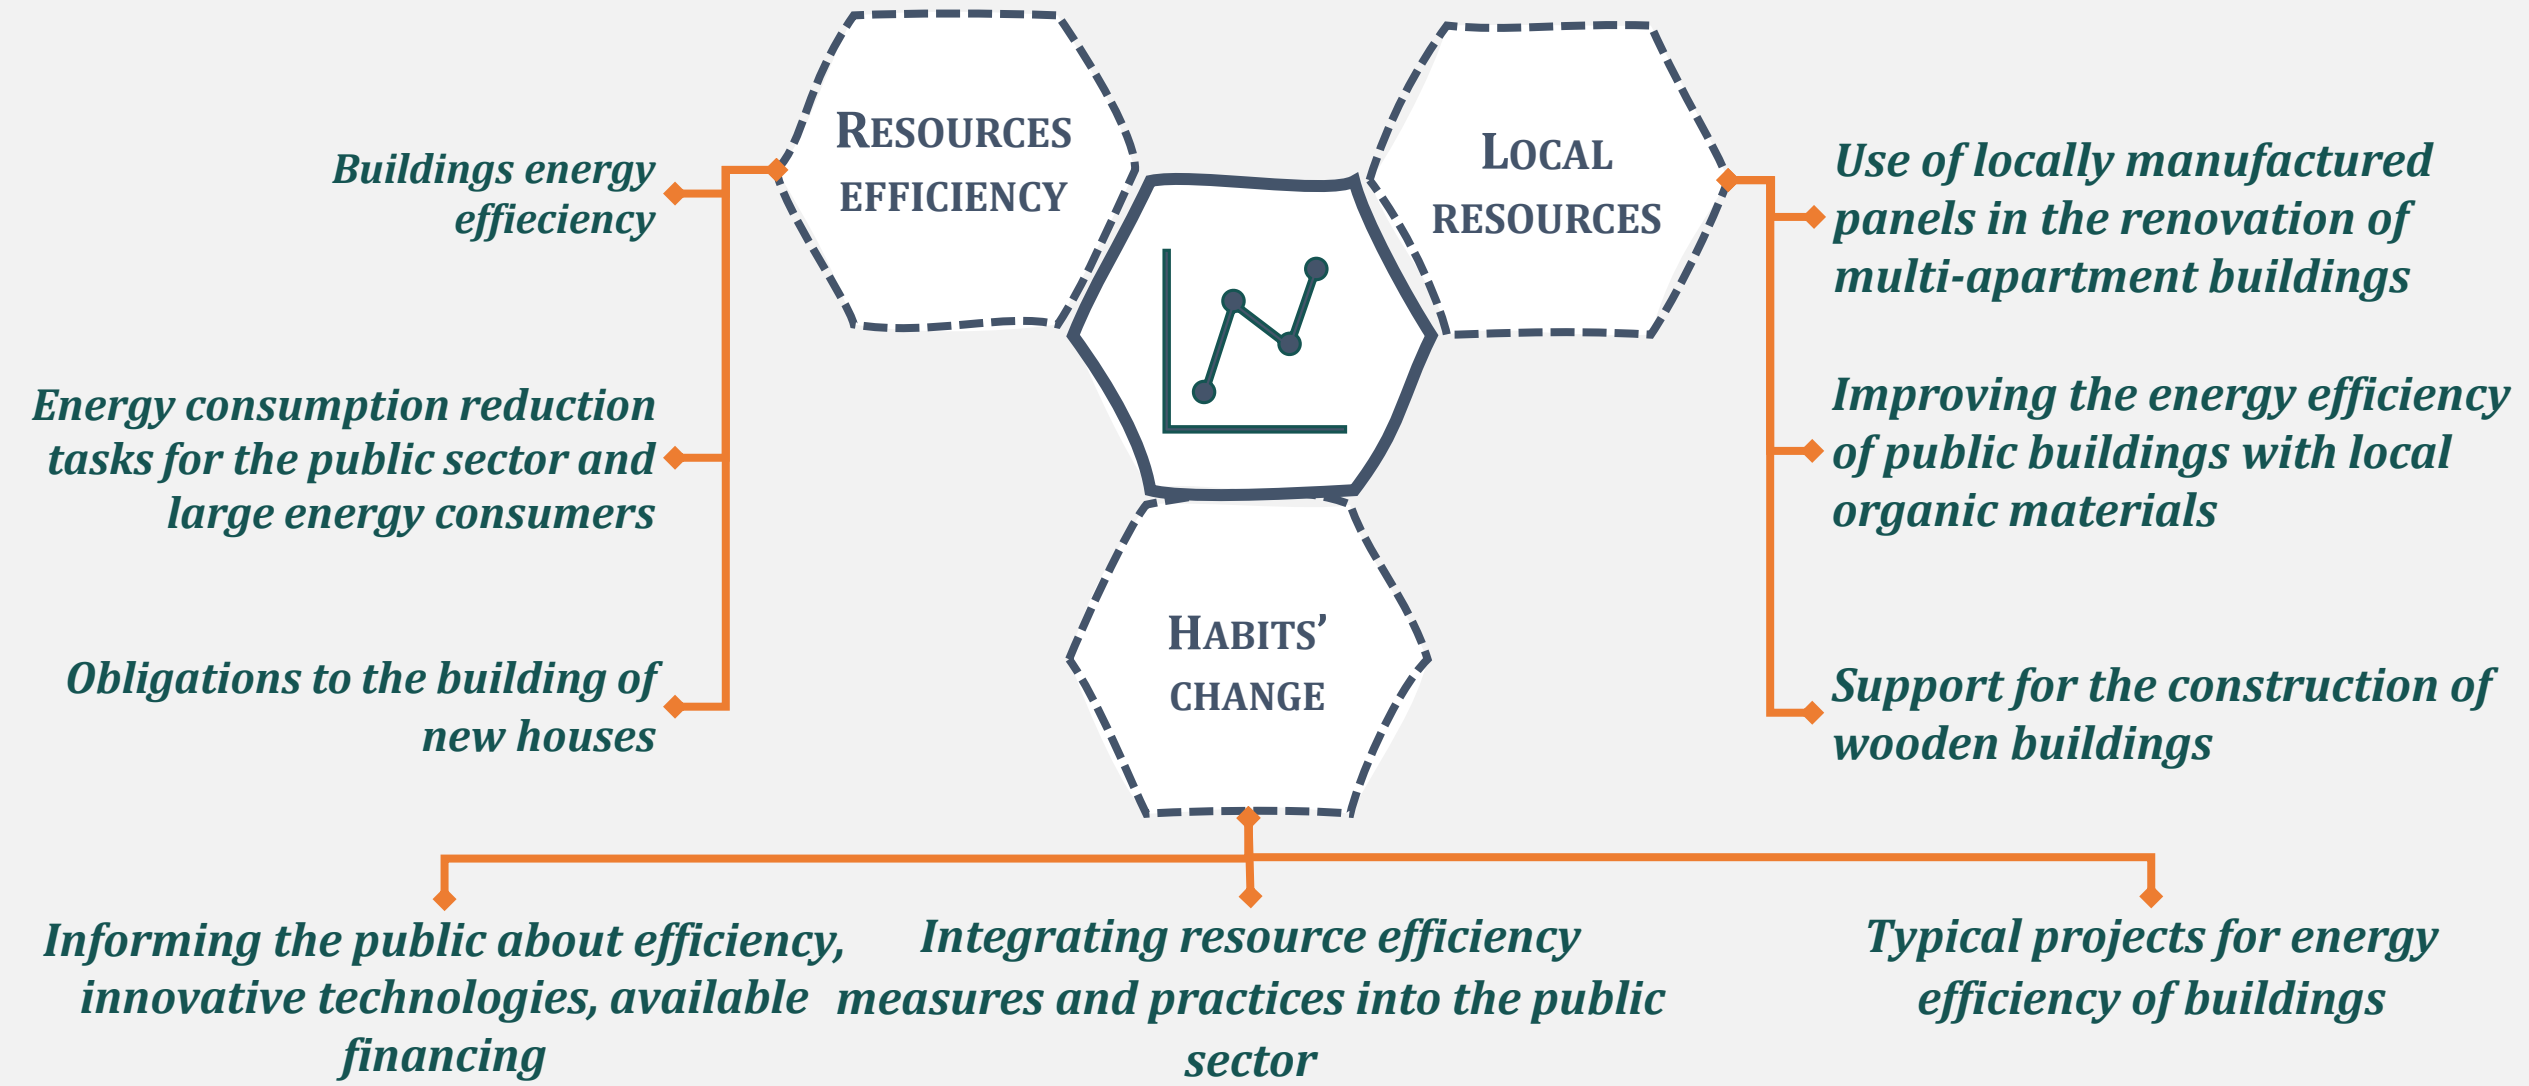 RESOURCES
EFFICIENCY
Buildings energy
effieciency
Energy consumption reduction
tasks for the public sector and
large energy consumers
Obligations to the building of
new houses
LOCAL
RESOURCES
Use of locally manufactured
panels in the renovation of
multi-apartment buildings
Improving the energy efficiency
of public buildings with local
organic materials
Support for the construction of
wooden buildings
HABITS’
CHANGE
Informing the public about efficiency,
innovative technologies, available
financing
Integrating resource efficiency
measures and practices into the public
sector
Typical projects for energy
efficiency of buildings